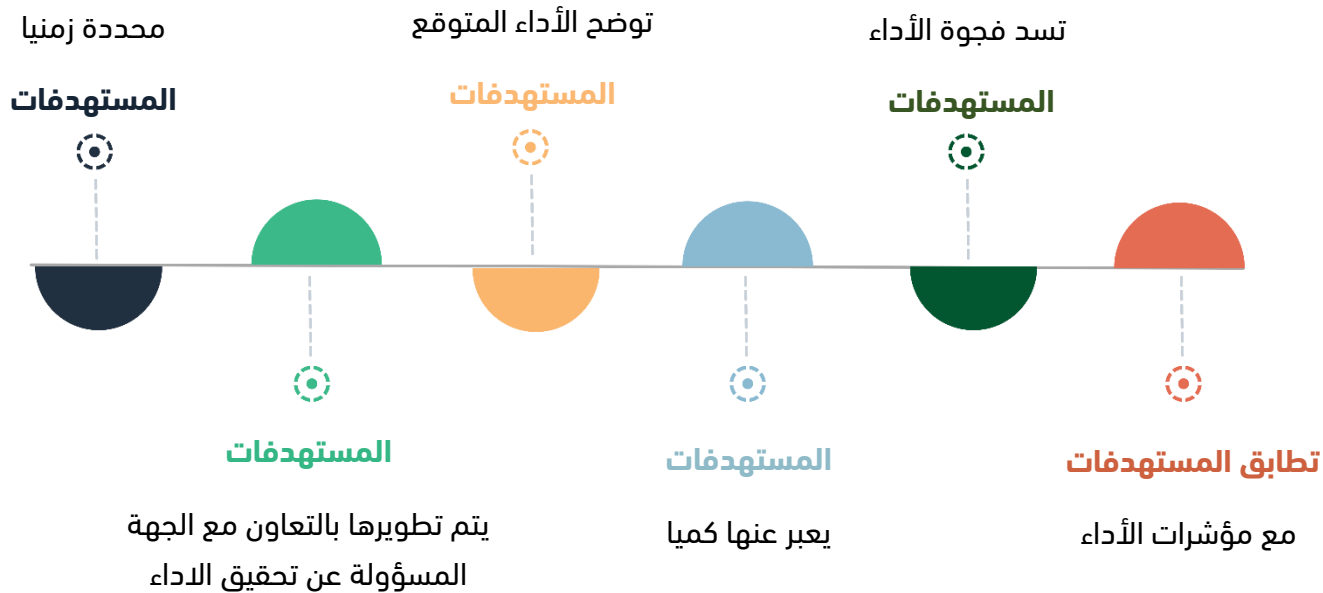 تطابق المستهدفات
مع مؤشرات الأداء
المستهدفات
تسد فجوة الأداء
المستهدفات
يعبر عنها كميا
المستهدفات
توضح الأداء المتوقع
المستهدفات
يتم تطويرها بالتعاون مع الجهة
المسؤولة عن تحقيق الاداء
المستهدفات
محددة زمنيا